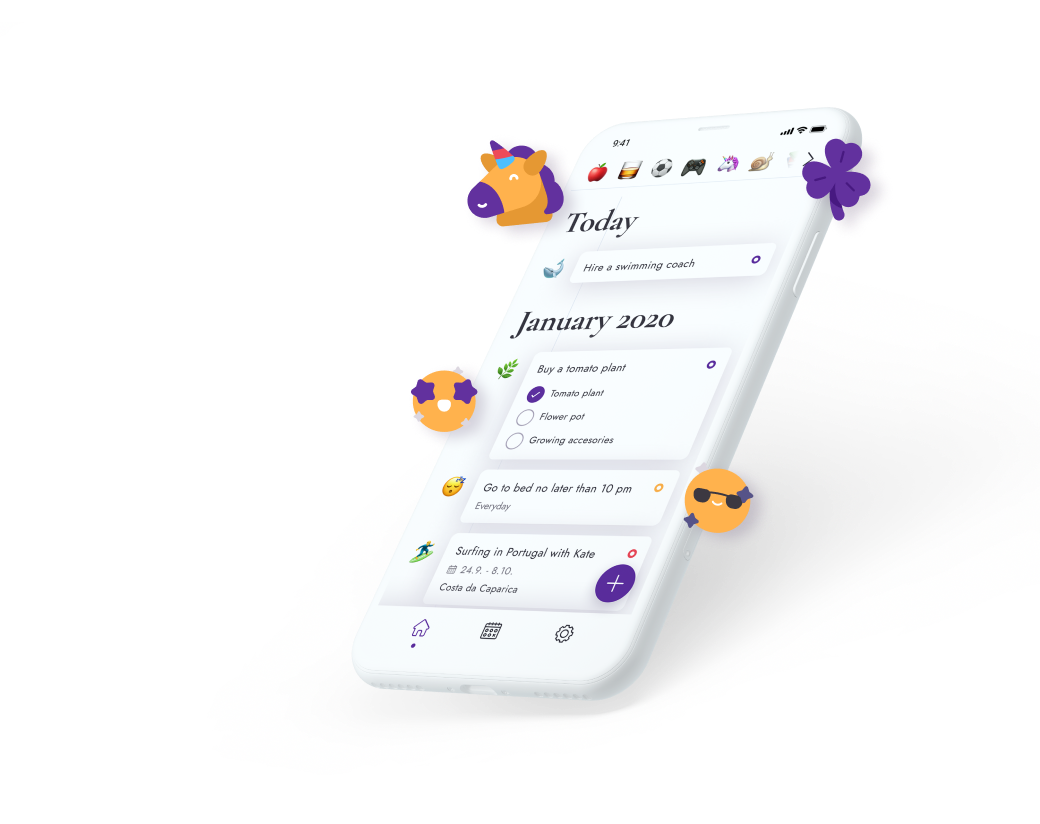 9:41
Today
Hire a swimming coach
January 2020
Buy a tomato plant
Tomato plant
Flower pot
Growing accesories
Go to bed no later than 10 pm
Everyday
Surfing in Portugal with Kate
24.9. - 8.10.
Costa da Caparica